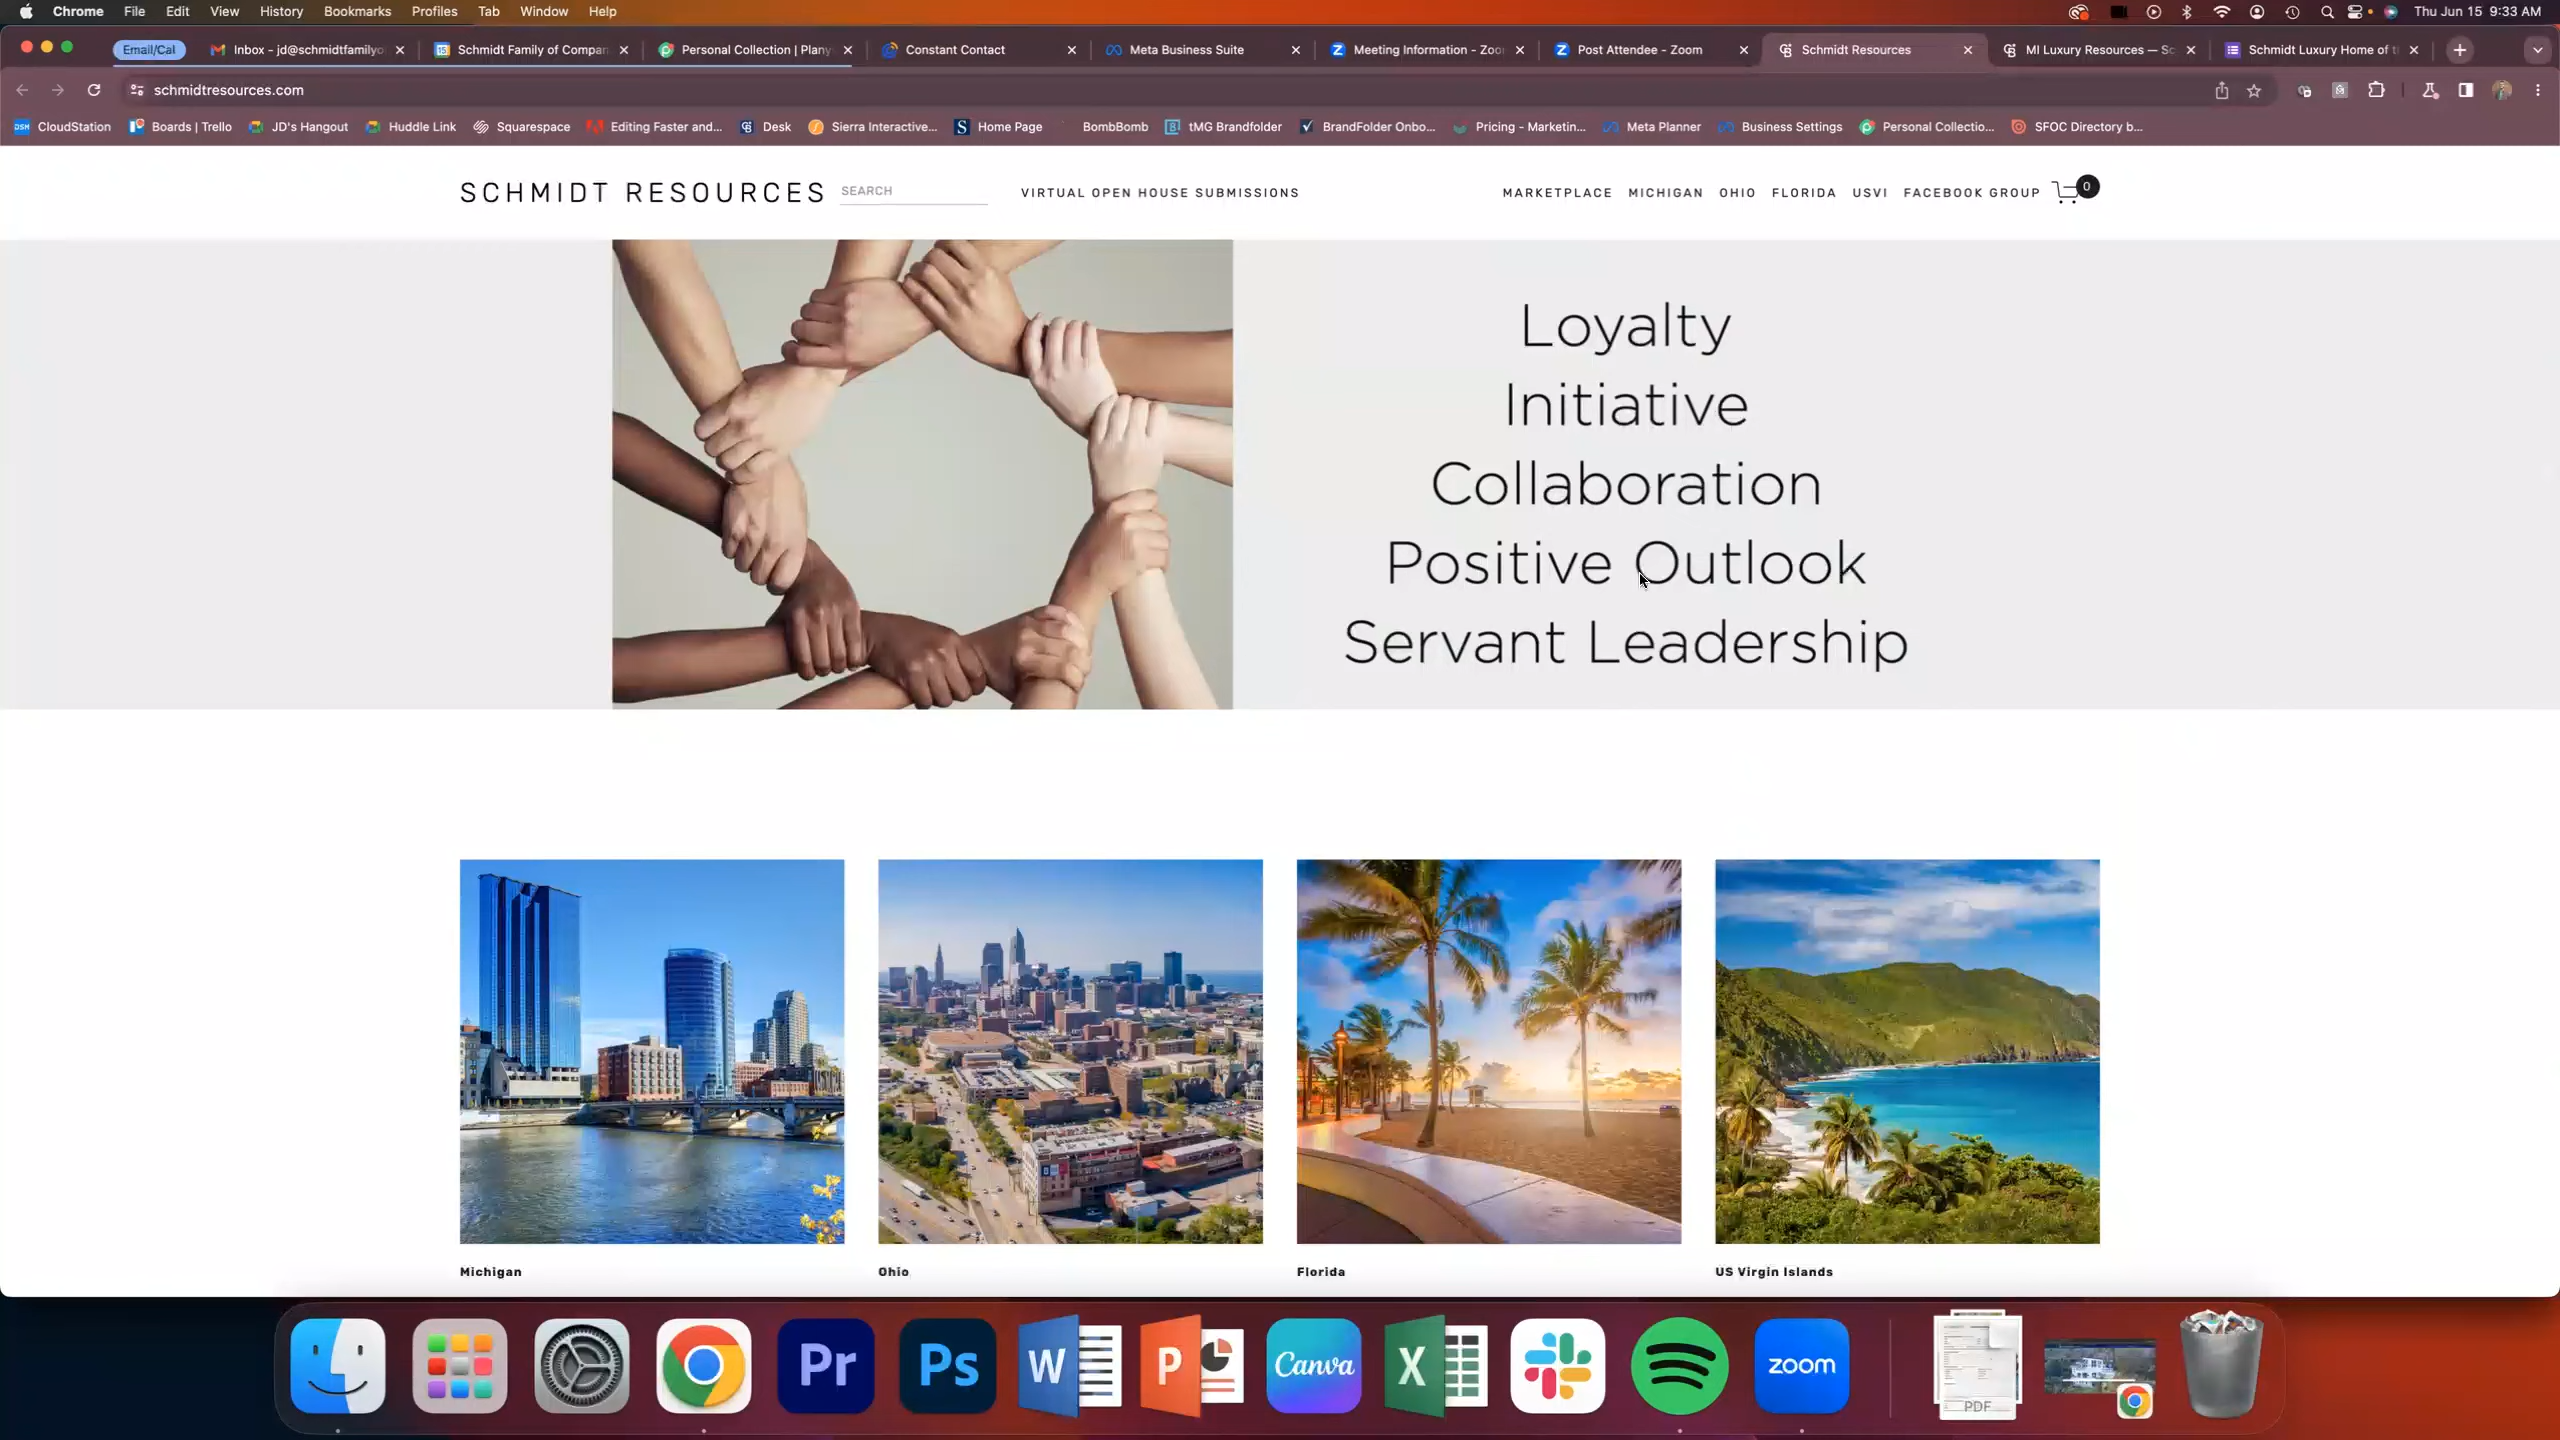 Chrome File Edit View History Bookmarks Profiles Tab Window Help Thu Jun 15 9:33 AM
Email/Cal Inbox - jd@schmidtfamilyo Schmidt Family of Compan Personal Collection | Plany Constant Contact Meta Business Suite Meeting Information - Zoo Post Attendee - Zoom Schmidt Resources MI Luxury Resources — Sc Schmidt Luxury Home of t
schmidtresources.com
CloudStation Boards | Trello JD's Hangout Huddle Link Squarespace Editing Faster and... Desk Sierra Interactive... Home Page BombBomb tMG Brandfolder BrandFolder Onbo... Pricing - Marketin... Meta Planner Business Settings Personal Collectio... SFOC Directory b...
SCHMIDT RESOURCES SEARCH VIRTUAL OPEN HOUSE SUBMISSIONS MARKETPLACE MICHIGAN OHIO FLORIDA USVI FACEBOOK GROUP 0
Loyalty
Initiative
Collaboration
Positive Outlook
Servant Leadership
Michigan Ohio Florida US Virgin Islands
Pr Ps W P Canva X zoom PDF